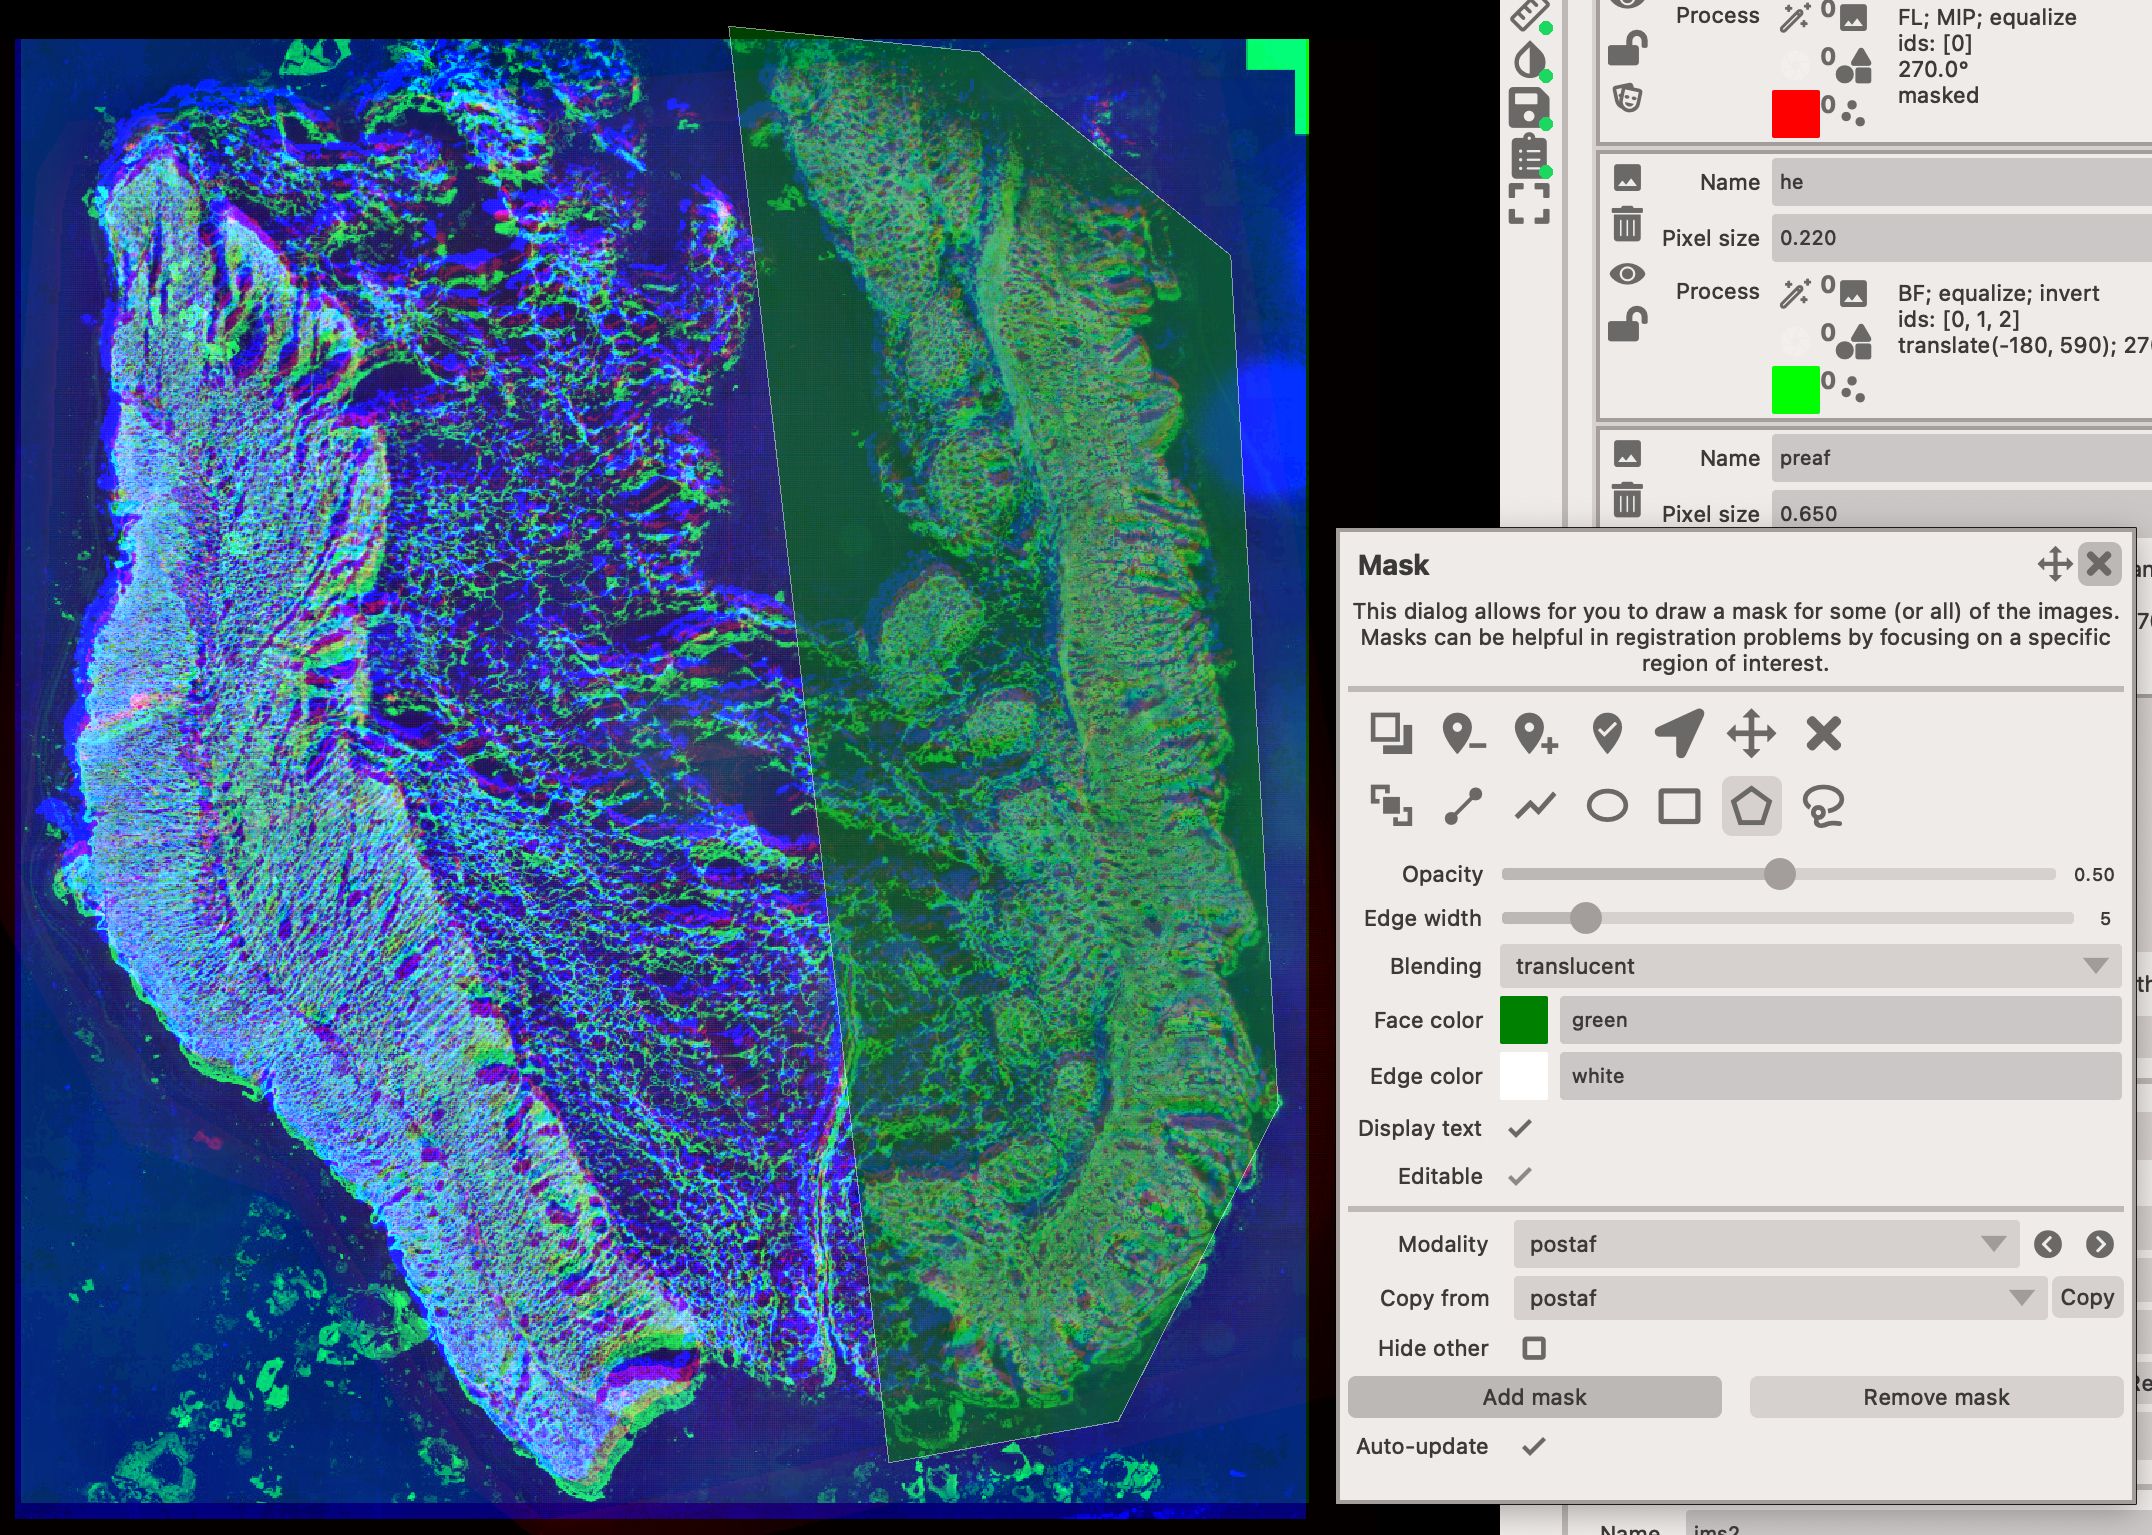 Process
0
FL; MIP; equalize
ids: [0]
0
270.0°
masked
0
Name
he
Pixel size
0.220
Process
0
BF; equalize; invert
ids: [0, 1, 2]
0
translate(-180, 590); 27
0
Name
preaf
Pixel size
0.650
Mask
This dialog allows for you to draw a mask for some (or all) of the images.
Masks can be helpful in registration problems by focusing on a specific
region of interest.
Opacity
0.50
Edge width
5
Blending
translucent
Face color
green
Edge color
white
Display text
Editable
Modality
postaf
Copy from
postaf
Copy
Hide other
Add mask
Remove mask
Auto-update
Name
ims2